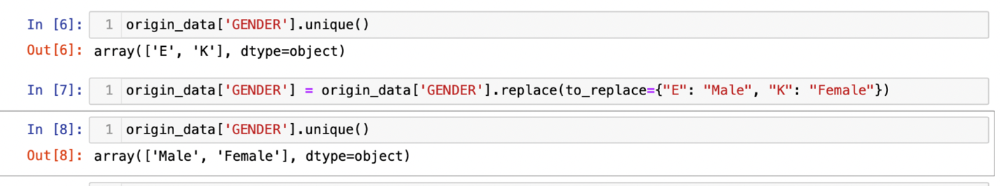 In [6]: 1 origin_data['GENDER'].unique()
Out[6]: array(['E', 'K'], dtype=object)
In [7]: 1 origin_data['GENDER'] = origin_data['GENDER'].replace(to_replace={"E": "Male", "K": "Female"})
In [8]: 1 origin_data['GENDER'].unique()
Out[8]: array(['Male', 'Female'], dtype=object)